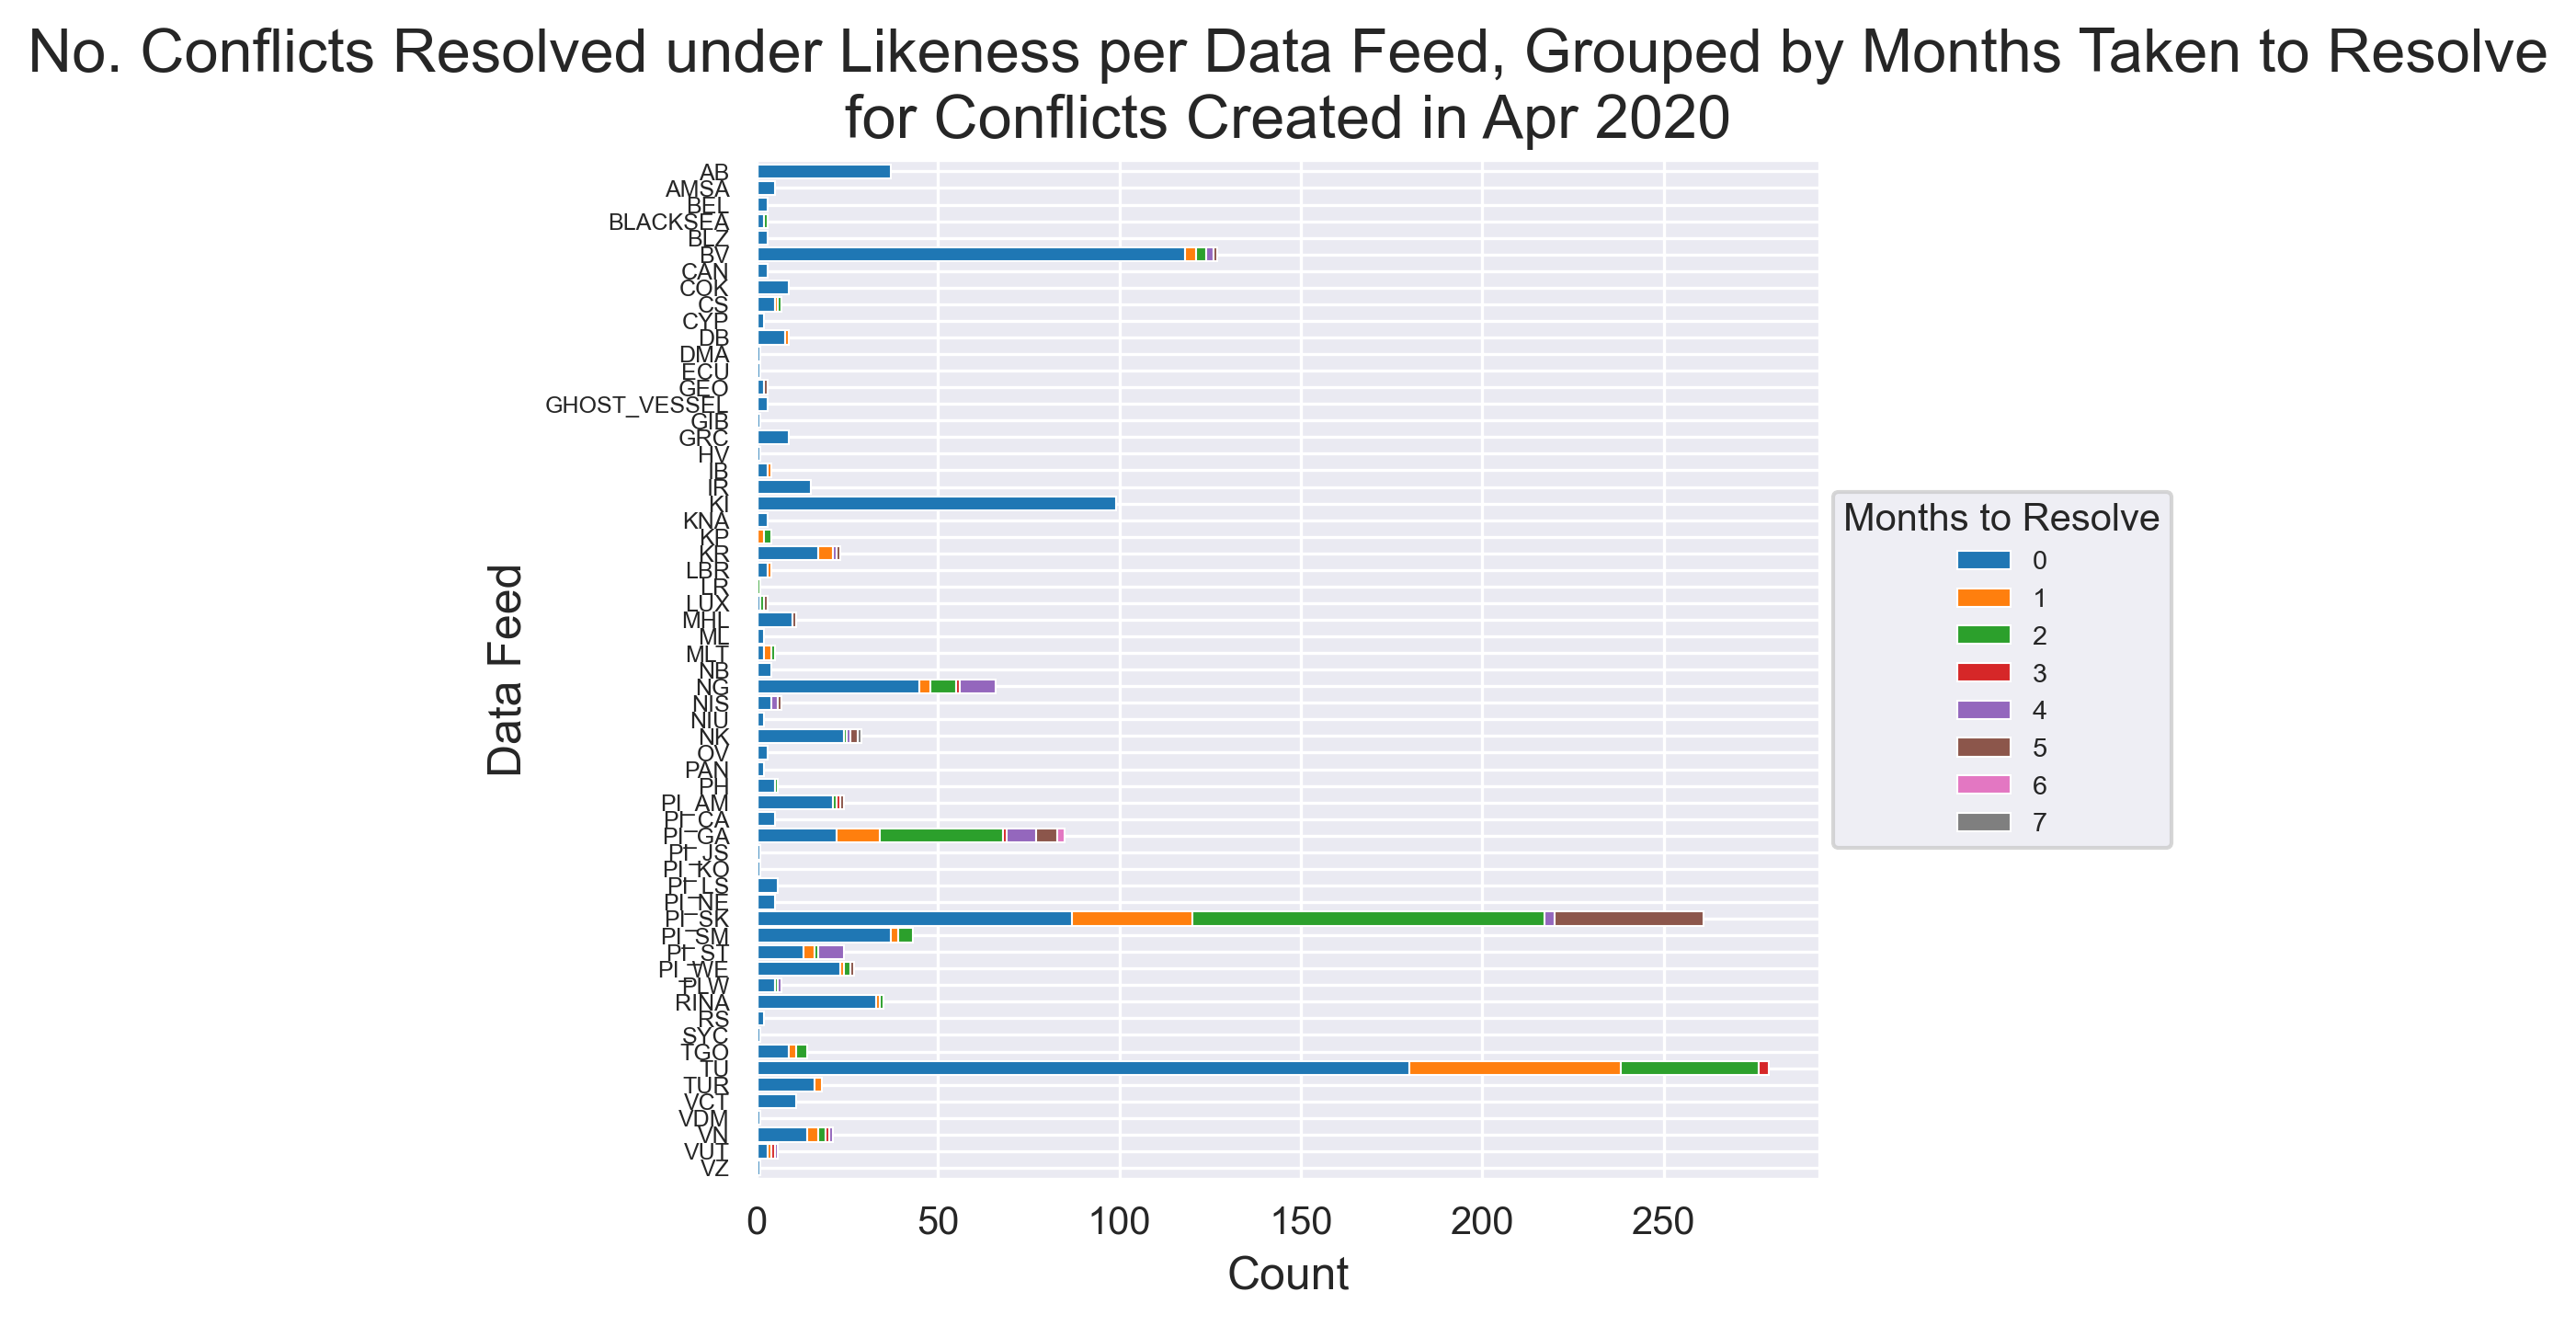 No. Conflicts Resolved under Likeness per Data Feed, Grouped by Months Taken to Resolve
for Conflicts Created in Apr 2020
AB
AMSA
BEL
BLACKSEA
BLZ
BV
CAN
COK
CS
CYP
DB
DMA
ECU
GEO
GHOST_VESSEL
GIB
GRC
HV
IB
IR
KI
KNA
KP
KR
LBR
LR
LUX
MHL
ML
MLT
NB
NG
NIS
NIU
NK
OV
PAN
PH
PI_AM
PI_CA
PI_GA
PI_JS
PI_KO
PI_LS
PI_NE
PI_SK
PI_SM
PI_ST
PI_WE
PLW
RINA
RS
SYC
TGO
TU
TUR
VCT
VDM
VN
VUT
VZ
Data Feed
0 50 100 150 200 250
Count
Months to Resolve
0
1
2
3
4
5
6
7